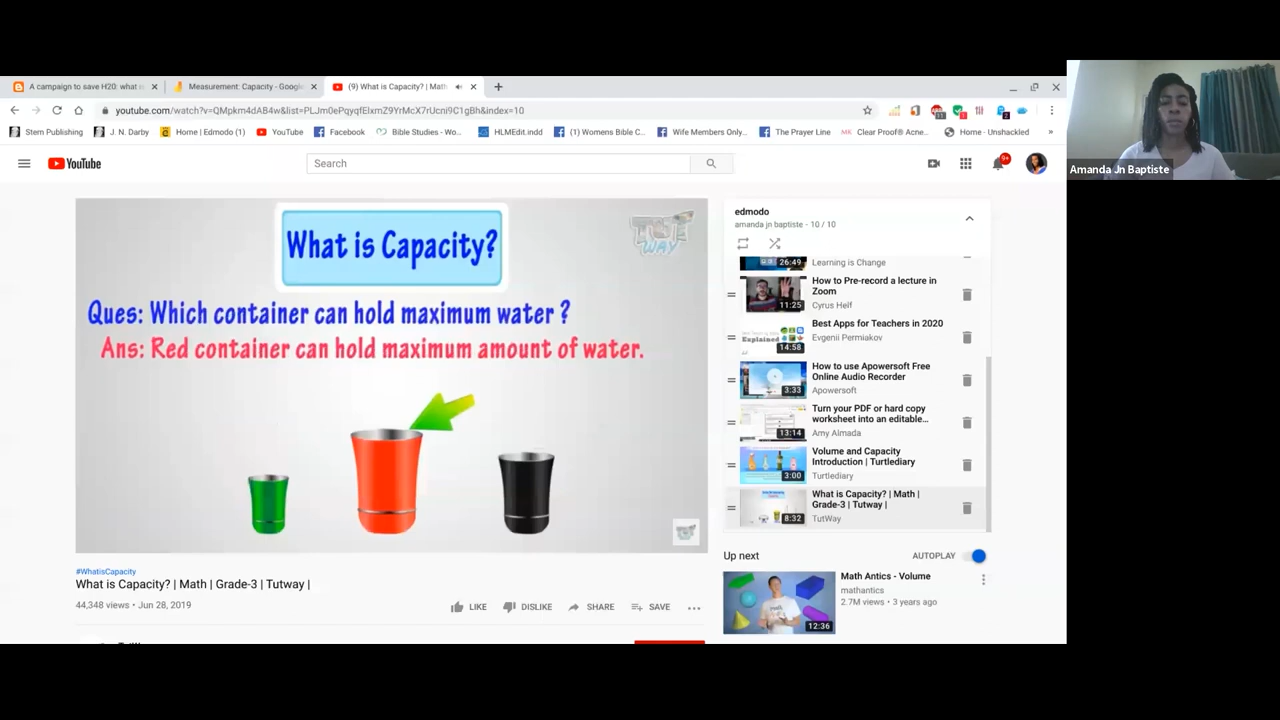 A campaign to save H20: what is
Measurement: Capacity - Google
(9) What is Capacity? | Math
youtube.com/watch?v=QMpkm4dAB4w&list=PLJm0ePqyqfElxmZ9YrMcX7rUcni9C1gBh&index=10
Stem Publishing
J. N. Darby
Home | Edmodo (1)
YouTube
Facebook
Bible Studies - Wo...
HLMEdit.indd
(1) Womens Bible C...
Wife Members Only...
The Prayer Line
MK Clear Proof® Acne...
Home · Unshackled
»
YouTube
Search
9+
Amanda Jn Baptiste
What is Capacity?
TUT WAY
Ques: Which container can hold maximum water ?
Ans: Red container can hold maximum amount of water.
edmodo
amanda jn baptiste - 10 / 10
26:49
Learning is Change
How to Pre-record a lecture in
Zoom
Cyrus Helf
11:25
Best Apps for Teachers in 2020
Evgenii Permiakov
Explained
14:58
How to use Apowersoft Free
Online Audio Recorder
Apowersoft
3:33
Turn your PDF or hard copy
worksheet into an editable...
Amy Almada
13:14
Volume and Capacity
Introduction | Turtlediary
Turtlediary
3:00
What is Capacity? | Math |
Grade-3 | Tutway |
TutWay
8:32
#WhatisCapacity
What is Capacity? | Math | Grade-3 | Tutway |
44,348 views • Jun 28, 2019
LIKE
DISLIKE
SHARE
SAVE
Up next
AUTOPLAY
Math Antics - Volume
mathantics
2.7M views • 3 years ago
12:36